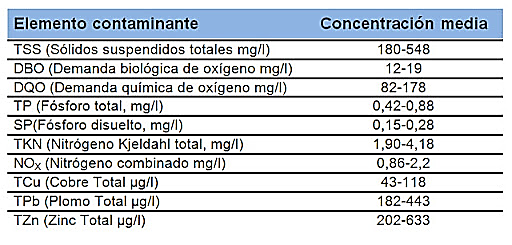 Elemento contaminante Concentración media
TSS (Sólidos suspendidos totales mg/l) 180-548
DBO (Demanda biológica de oxígeno mg/l) 12-19
DQO (Demanda química de oxígeno mg/l) 82-178
TP (Fósforo total, mg/l) 0,42-0,88
SP(Fósforo disuelto, mg/l) 0,15-0,28
TKN (Nitrógeno Kjeldahl total, mg/l) 1,90-4,18
NOx (Nitrógeno combinado mg/l) 0,86-2,2
TCu (Cobre Total µg/l) 43-118
TPb (Plomo Total µg/l) 182-443
TZn (Zinc Total µg/l) 202-633